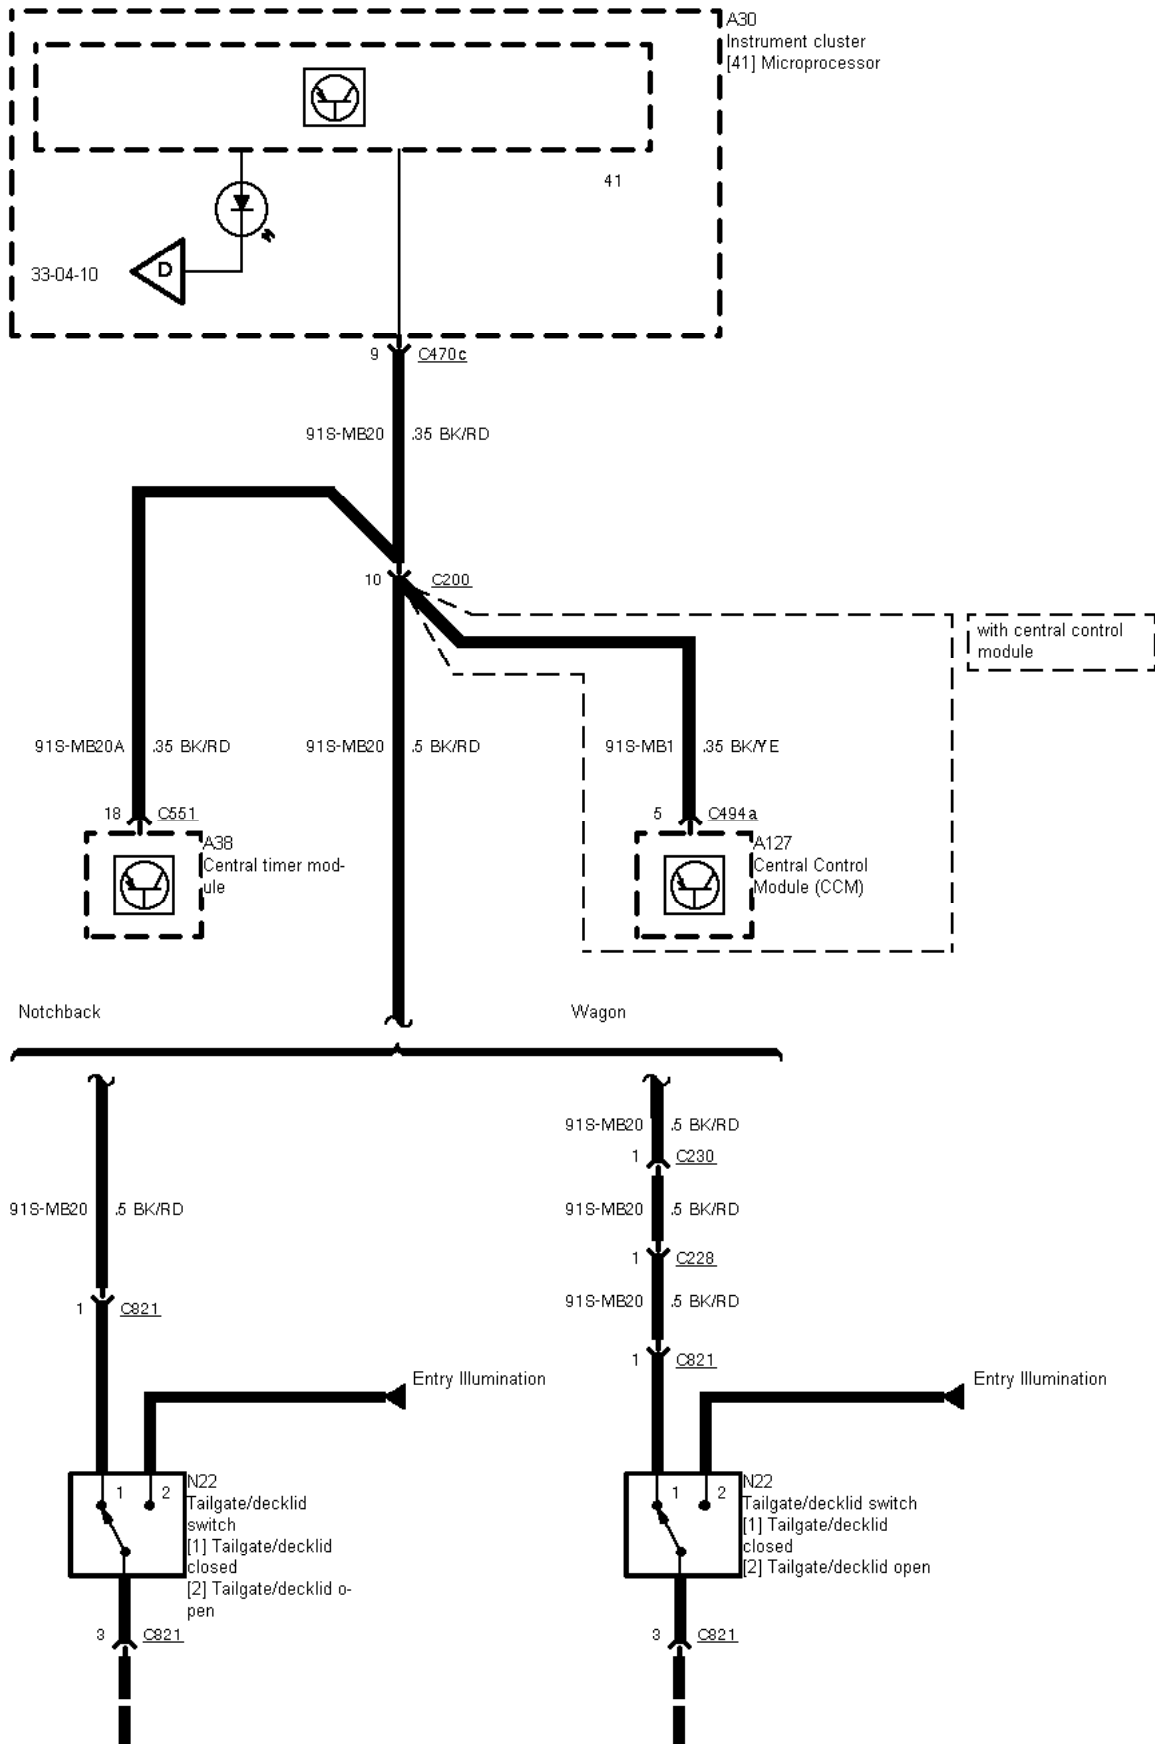 A30
Instrument cluster
[41] Microprocessor
41
33-04-10
D
9 C470c
91S-MB20 .35 BK/RD
10 C200
with central control
module
91S-MB20A .35 BK/RD
91S-MB20 .5 BK/RD
91S-MB1 .35 BK/YE
18 C551
5 C494a
A38
Central timer mod-
ule
A127
Central Control
Module (CCM)
Notchback
Wagon
91S-MB20 .5 BK/RD
1 C230
91S-MB20 .5 BK/RD
91S-MB20 .5 BK/RD
1 C228
91S-MB20 .5 BK/RD
1 C821
1 C821
Entry Illumination
Entry Illumination
1 2
N22
Tailgate/decklid
switch
[1] Tailgate/decklid
closed
[2] Tailgate/decklid o-
pen
1 2
N22
Tailgate/decklid switch
[1] Tailgate/decklid
closed
[2] Tailgate/decklid open
3 C821
3 C821